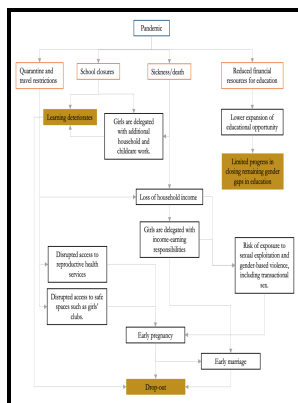 Pandemic
Quarantine and
travel restrictions
School closures
Sickness/death
Reduced financial
resources for education
Learning deteriorates
Girls are delegated
with additional
household and
childcare work.
Lower expansion of
educational opportunity
Limited progress in
closing remaining gender
gaps in education
Loss of household income
Girls are delegated with
income-earning
responsibilities
Risk of exposure to
sexual exploitation and
gender-based violence,
including transactional
sex.
Disrupted access to
reproductive health
services
Disrupted access to safe
spaces such as girls'
clubs.
Early pregnancy
Early marriage
Drop-out